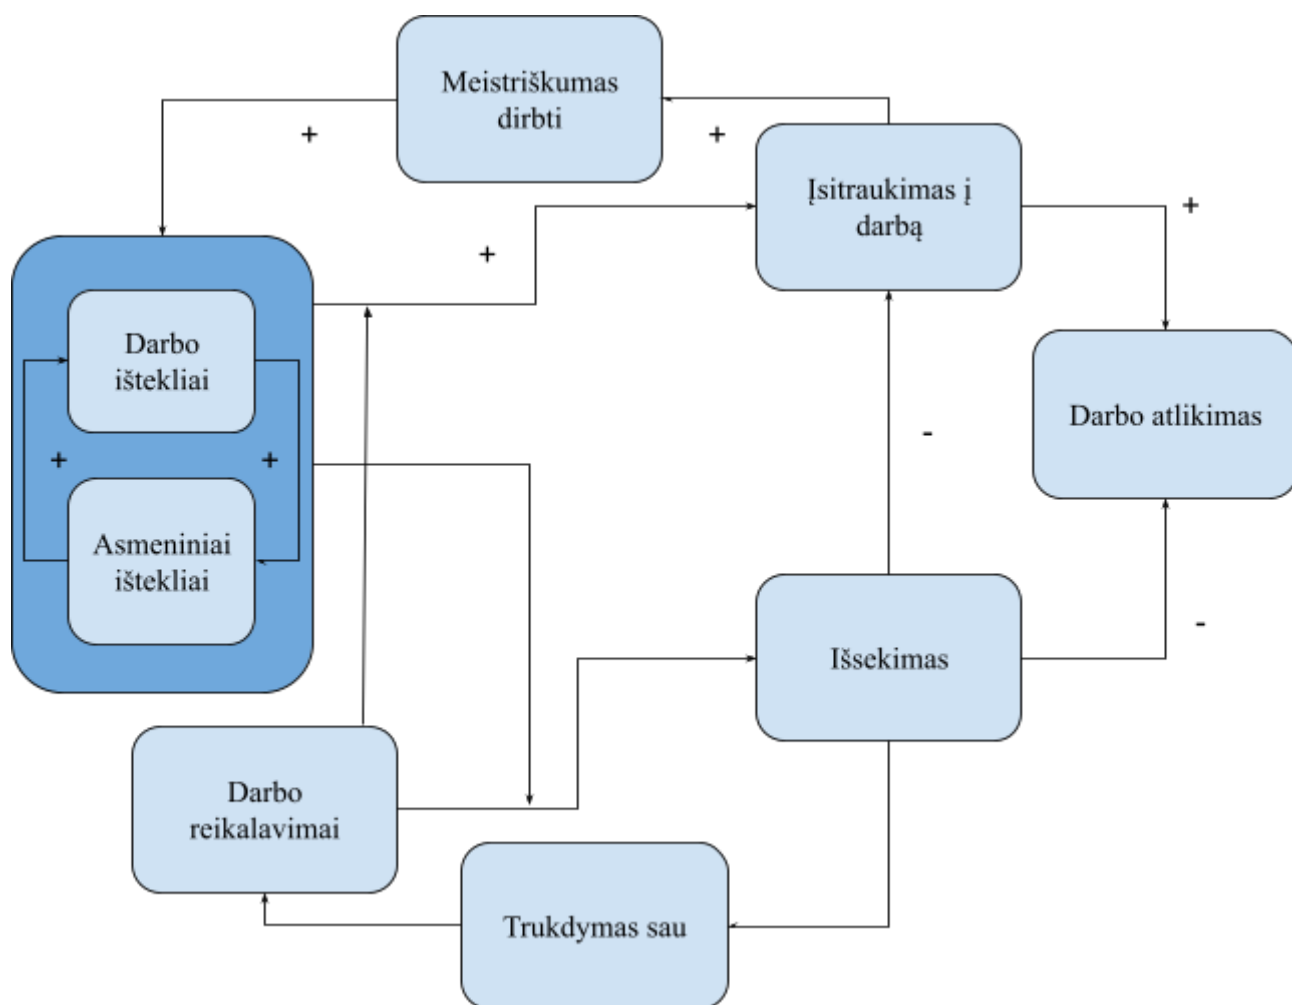 Meistriškumas
dirbti
+
+
Įsitraukimas į
darbą
+
+
Darbo
ištekliai
Darbo atlikimas
-
+
+
Asmeniniai
ištekliai
Išsekimas
-
Darbo
reikalavimai
Trukdymas sau